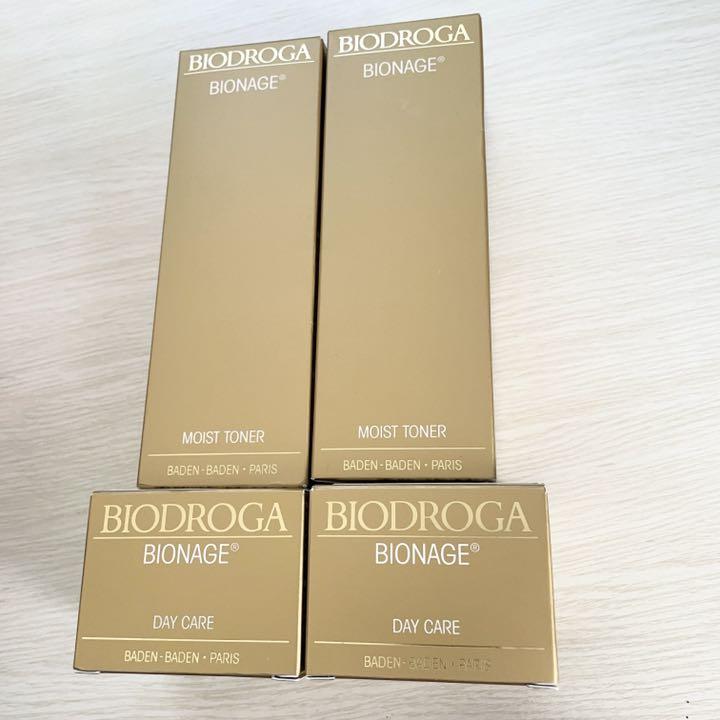 BIODROGA
BIONAGE®
MOIST TONER
BADEN-BADEN • PARIS
BIODROGA
BIONAGE®
MOIST TONER
BADEN-BADEN • PARIS
BIODROGA
BIONAGE®
DAY CARE
BADEN-BADEN • PARIS
BIODROGA
BIONAGE®
DAY CARE
BADEN-BADEN • PARIS